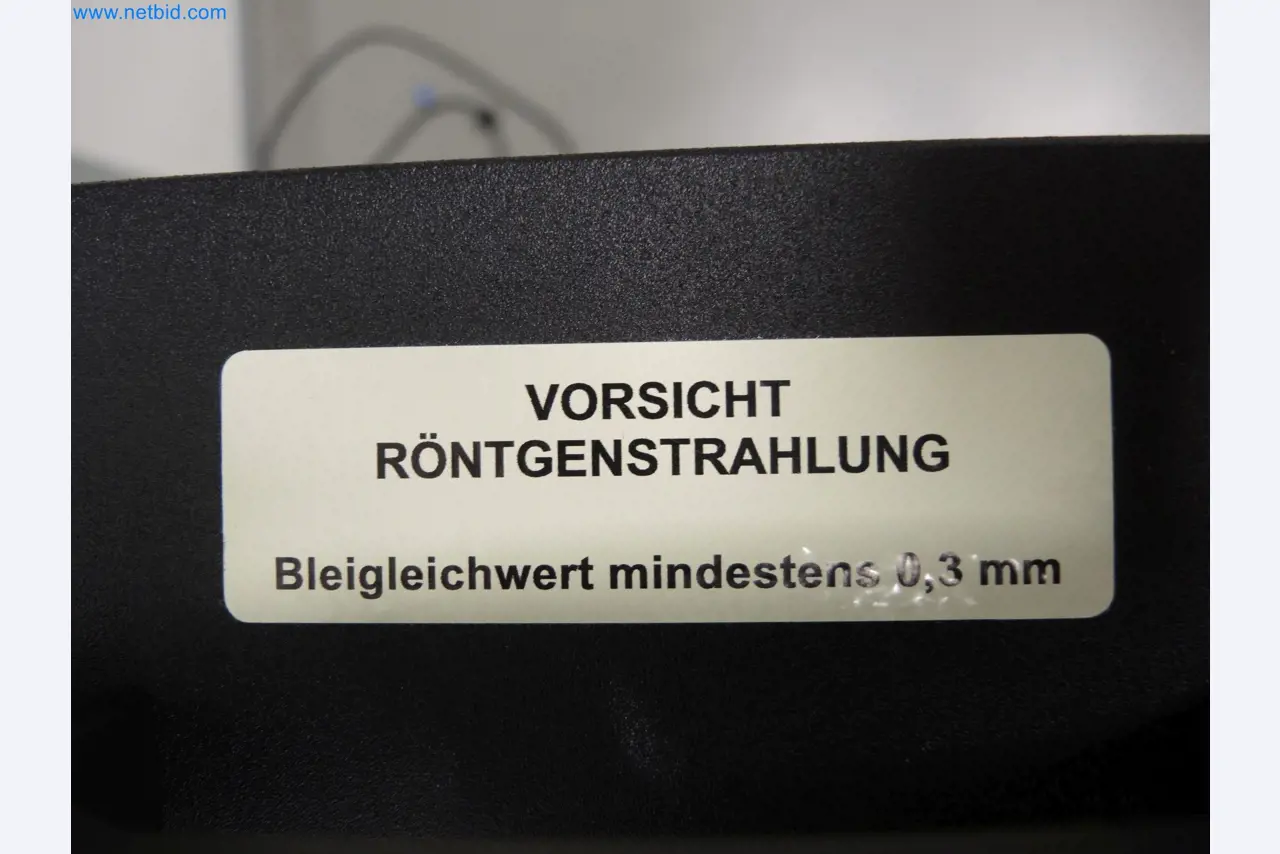 www.netbid.com
VORSICHT
RÖNTGENSTRAHLUNG
Bleigleichwert mindestens 0,3 mm